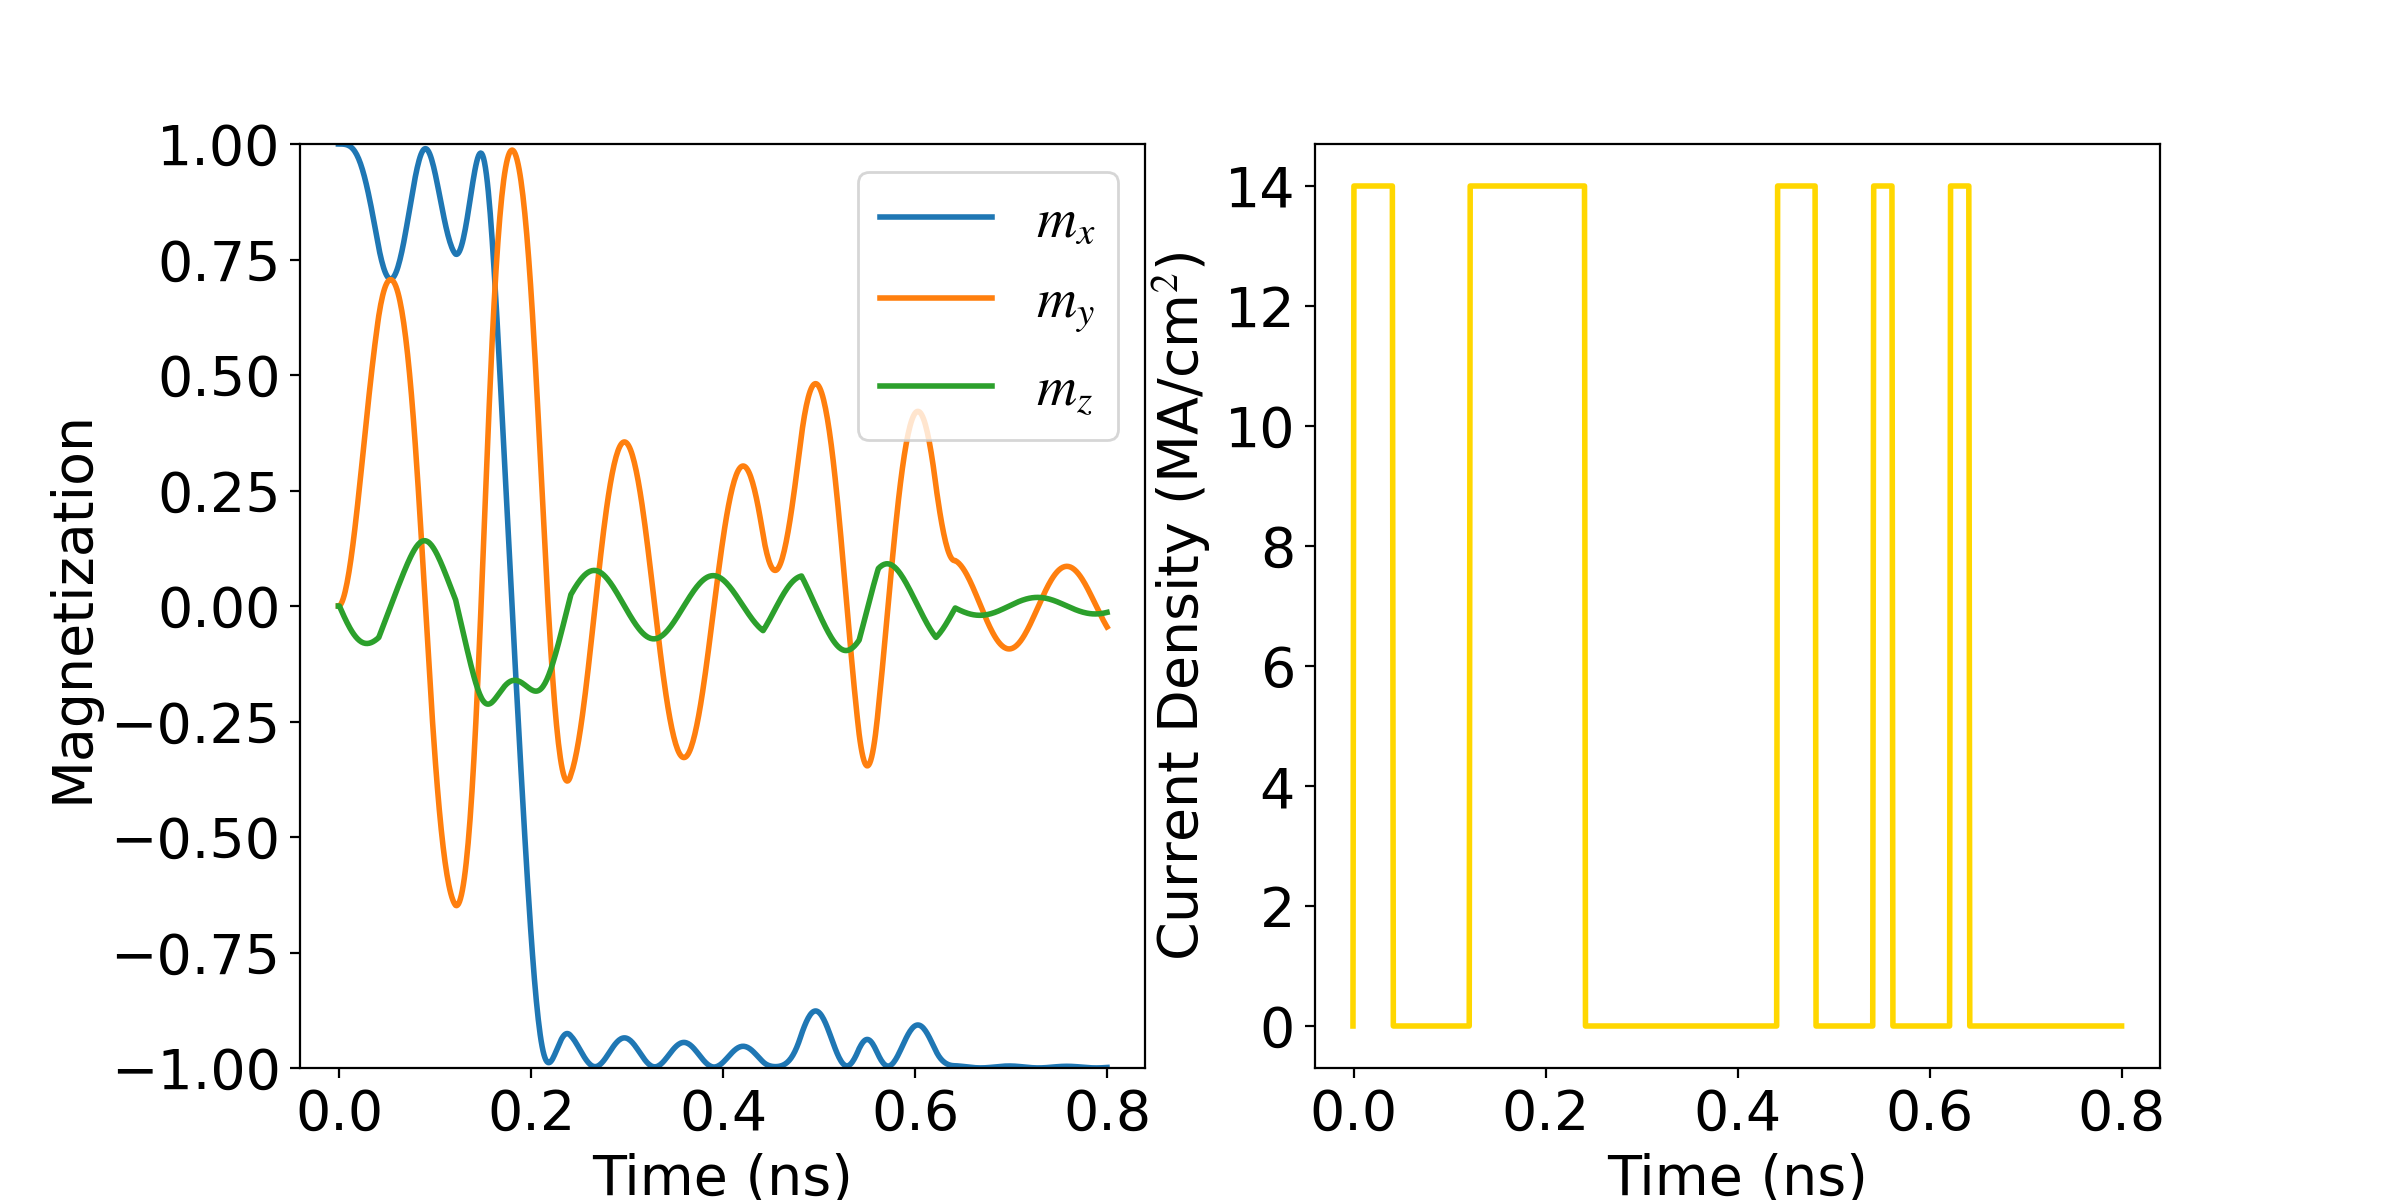 1.00
0.75
0.50
0.25
0.00
−0.25
−0.50
−0.75
−1.00
Magnetization
0.0 0.2 0.4 0.6 0.8
Time (ns)
mₓ
m_y
m_z
14
12
10
8
6
4
2
0
Current Density (MA/cm²)
0.0 0.2 0.4 0.6 0.8
Time (ns)